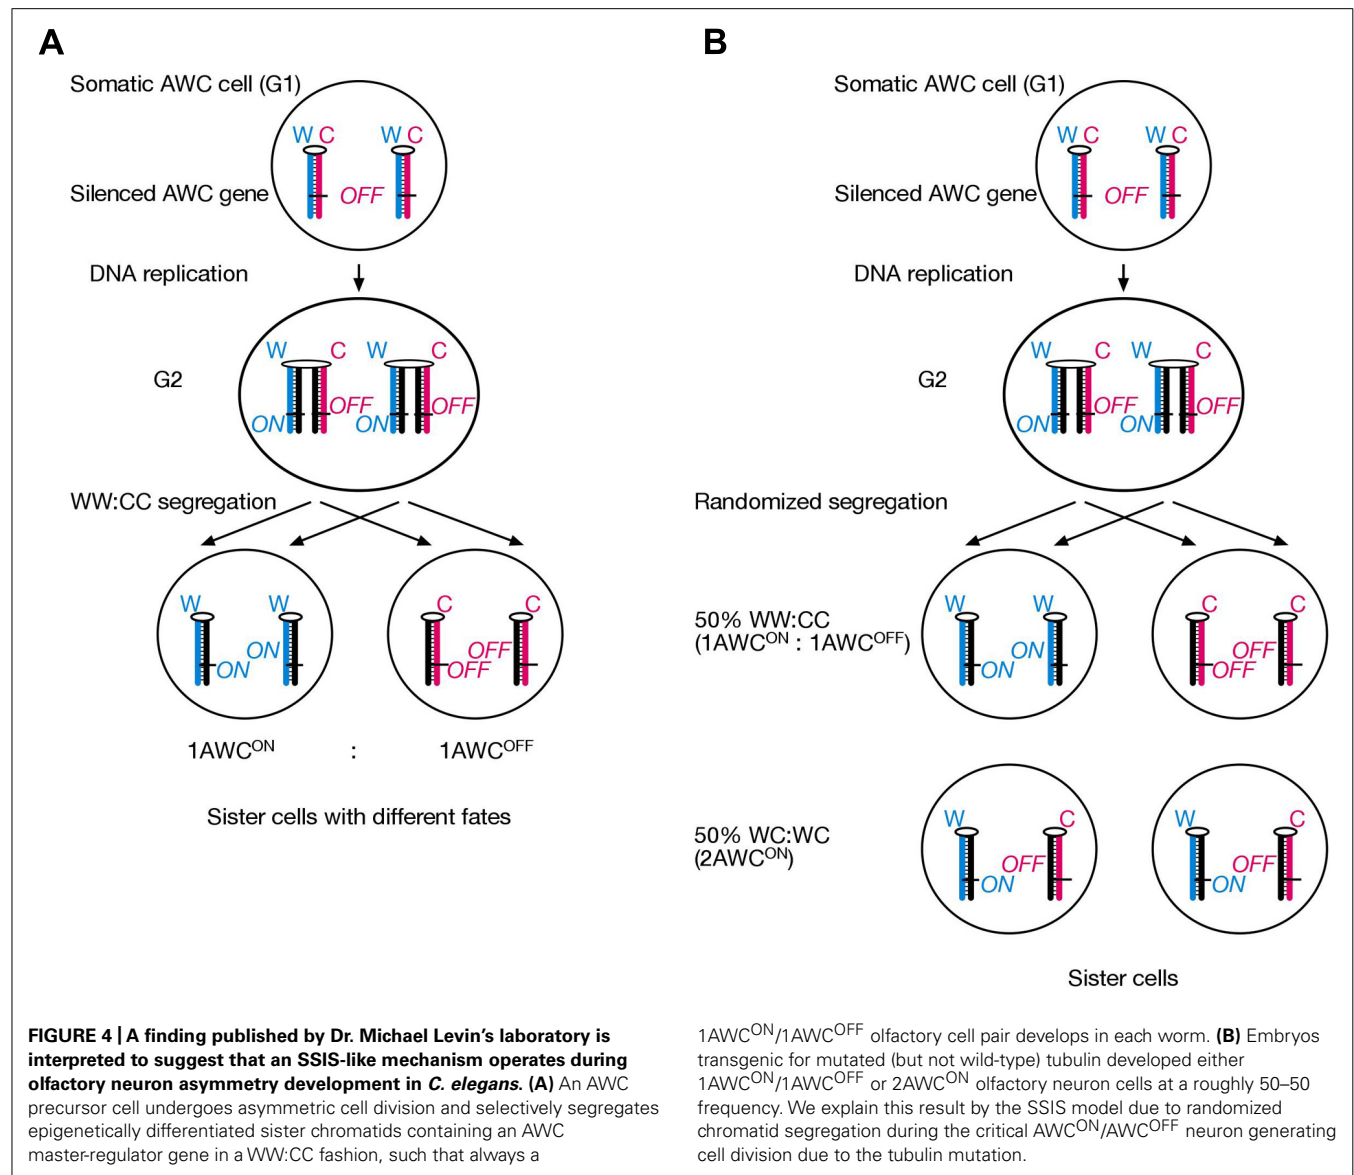 A
Somatic AWC cell (G1)
W C W C
Silenced AWC gene
OFF
DNA replication
W C W C
G2
OFF OFF
ON ON
WW:CC segregation
W W C C
ON OFF
ON OFF
1AWCON : 1AWCOFF
Sister cells with different fates
B
Somatic AWC cell (G1)
W C W C
Silenced AWC gene
OFF
DNA replication
W C W C
G2
OFF OFF
ON ON
Randomized segregation
W W C C
50% WW:CC
(1AWCON : 1AWCOFF)
ON OFF
ON OFF
W C W C
50% WC:WC
(2AWCON)
OFF OFF
ON ON
Sister cells
FIGURE 4 | A finding published by Dr. Michael Levin's laboratory is
interpreted to suggest that an SSIS-like mechanism operates during
olfactory neuron asymmetry development in C. elegans. (A) An AWC
precursor cell undergoes asymmetric cell division and selectively segregates
epigenetically differentiated sister chromatids containing an AWC
master-regulator gene in a WW:CC fashion, such that always a
1AWCON/1AWCOFF olfactory cell pair develops in each worm. (B) Embryos
transgenic for mutated (but not wild-type) tubulin developed either
1AWCON/1AWCOFF or 2AWCON olfactory neuron cells at a roughly 50–50
frequency. We explain this result by the SSIS model due to randomized
chromatid segregation during the critical AWCON/AWCOFF neuron generating
cell division due to the tubulin mutation.